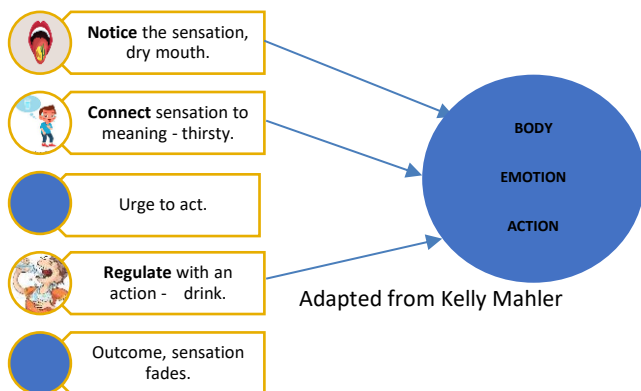 Notice the sensation,
dry mouth.
Connect sensation to
meaning - thirsty.
Urge to act.
Regulate with an
action - drink.
Outcome, sensation
fades.
BODY
EMOTION
ACTION
Adapted from Kelly Mahler